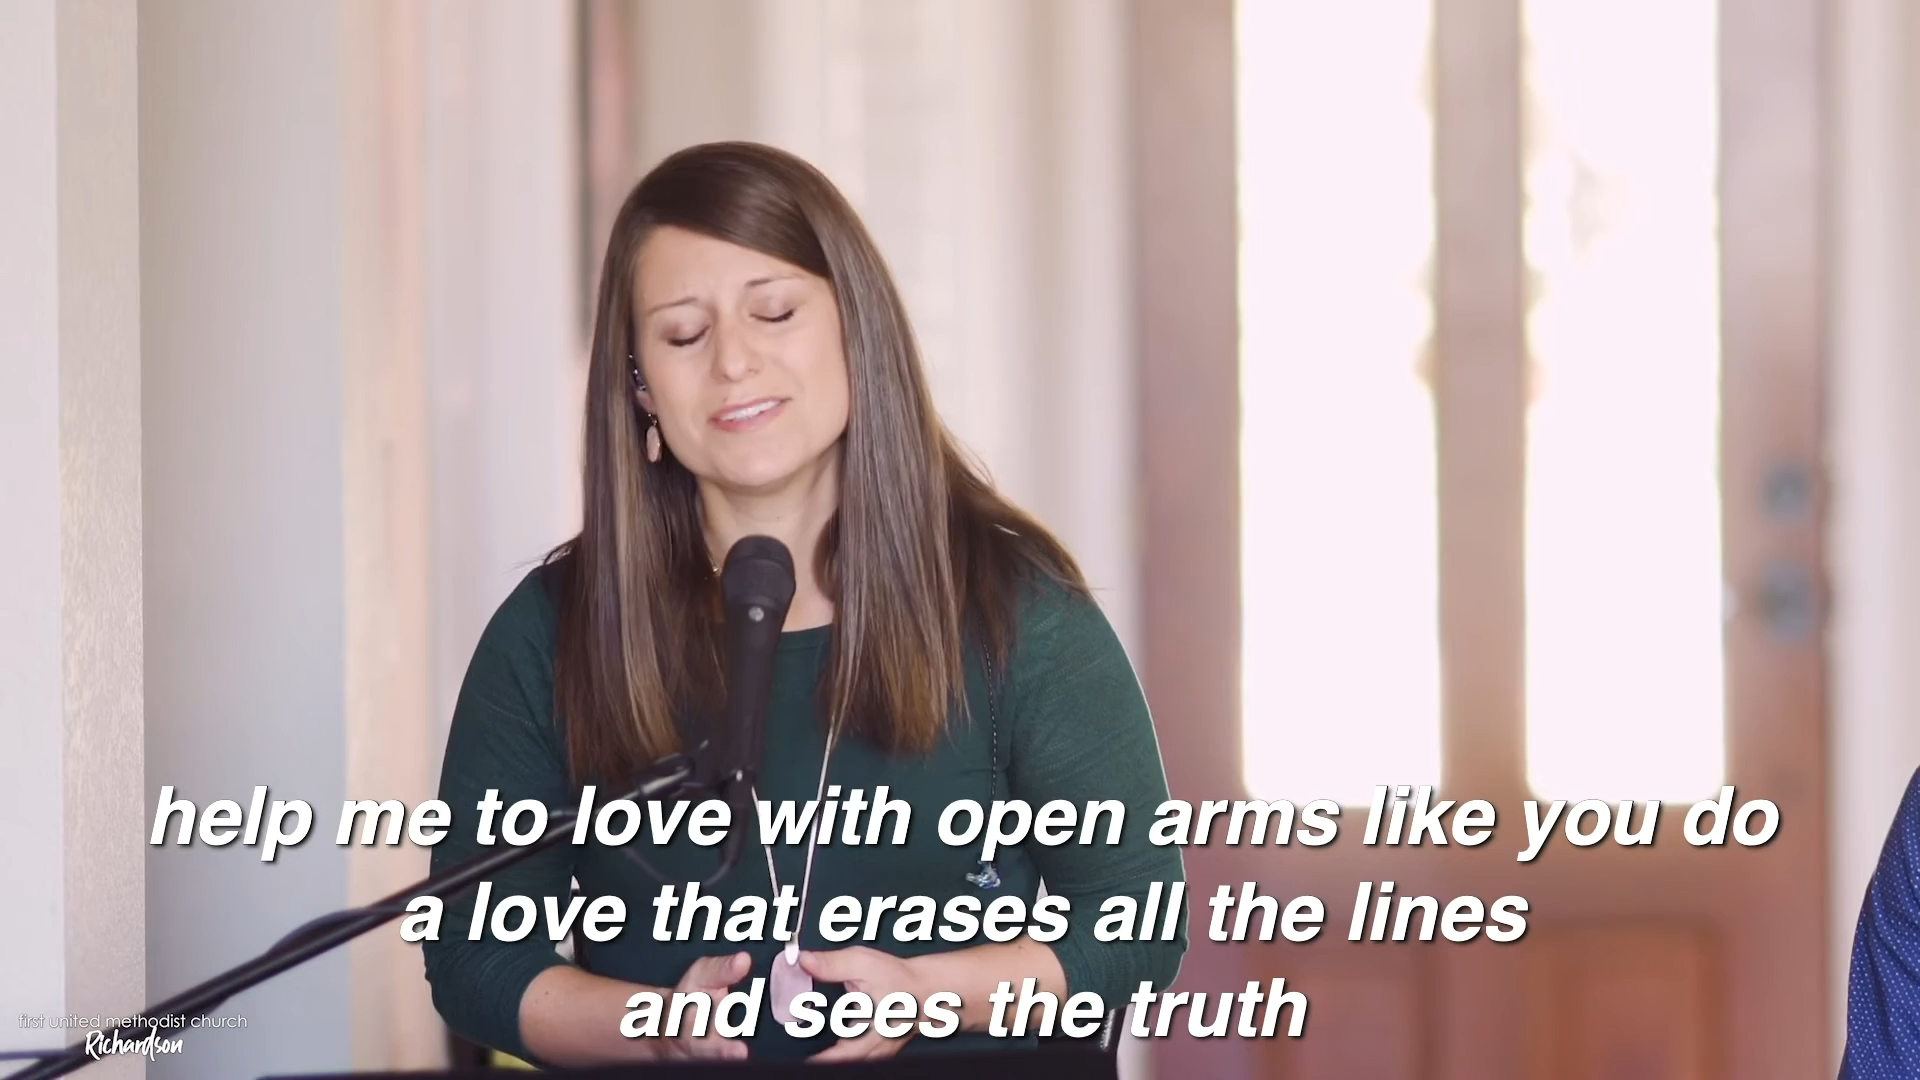 help me to love with open arms like you do
a love that erases all the lines
and sees the truth
first united methodist church
Richardson